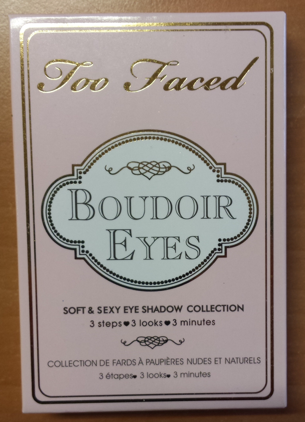 Too Faced
BOUDOIR
EYES
SOFT & SEXY EYE SHADOW COLLECTION
3 steps♥3 looks♥3 minutes
COLLECTION DE FARDS À PAUPIÈRES NUDES ET NATURELS
3 étapes♥ 3 looks♥ 3 minutes